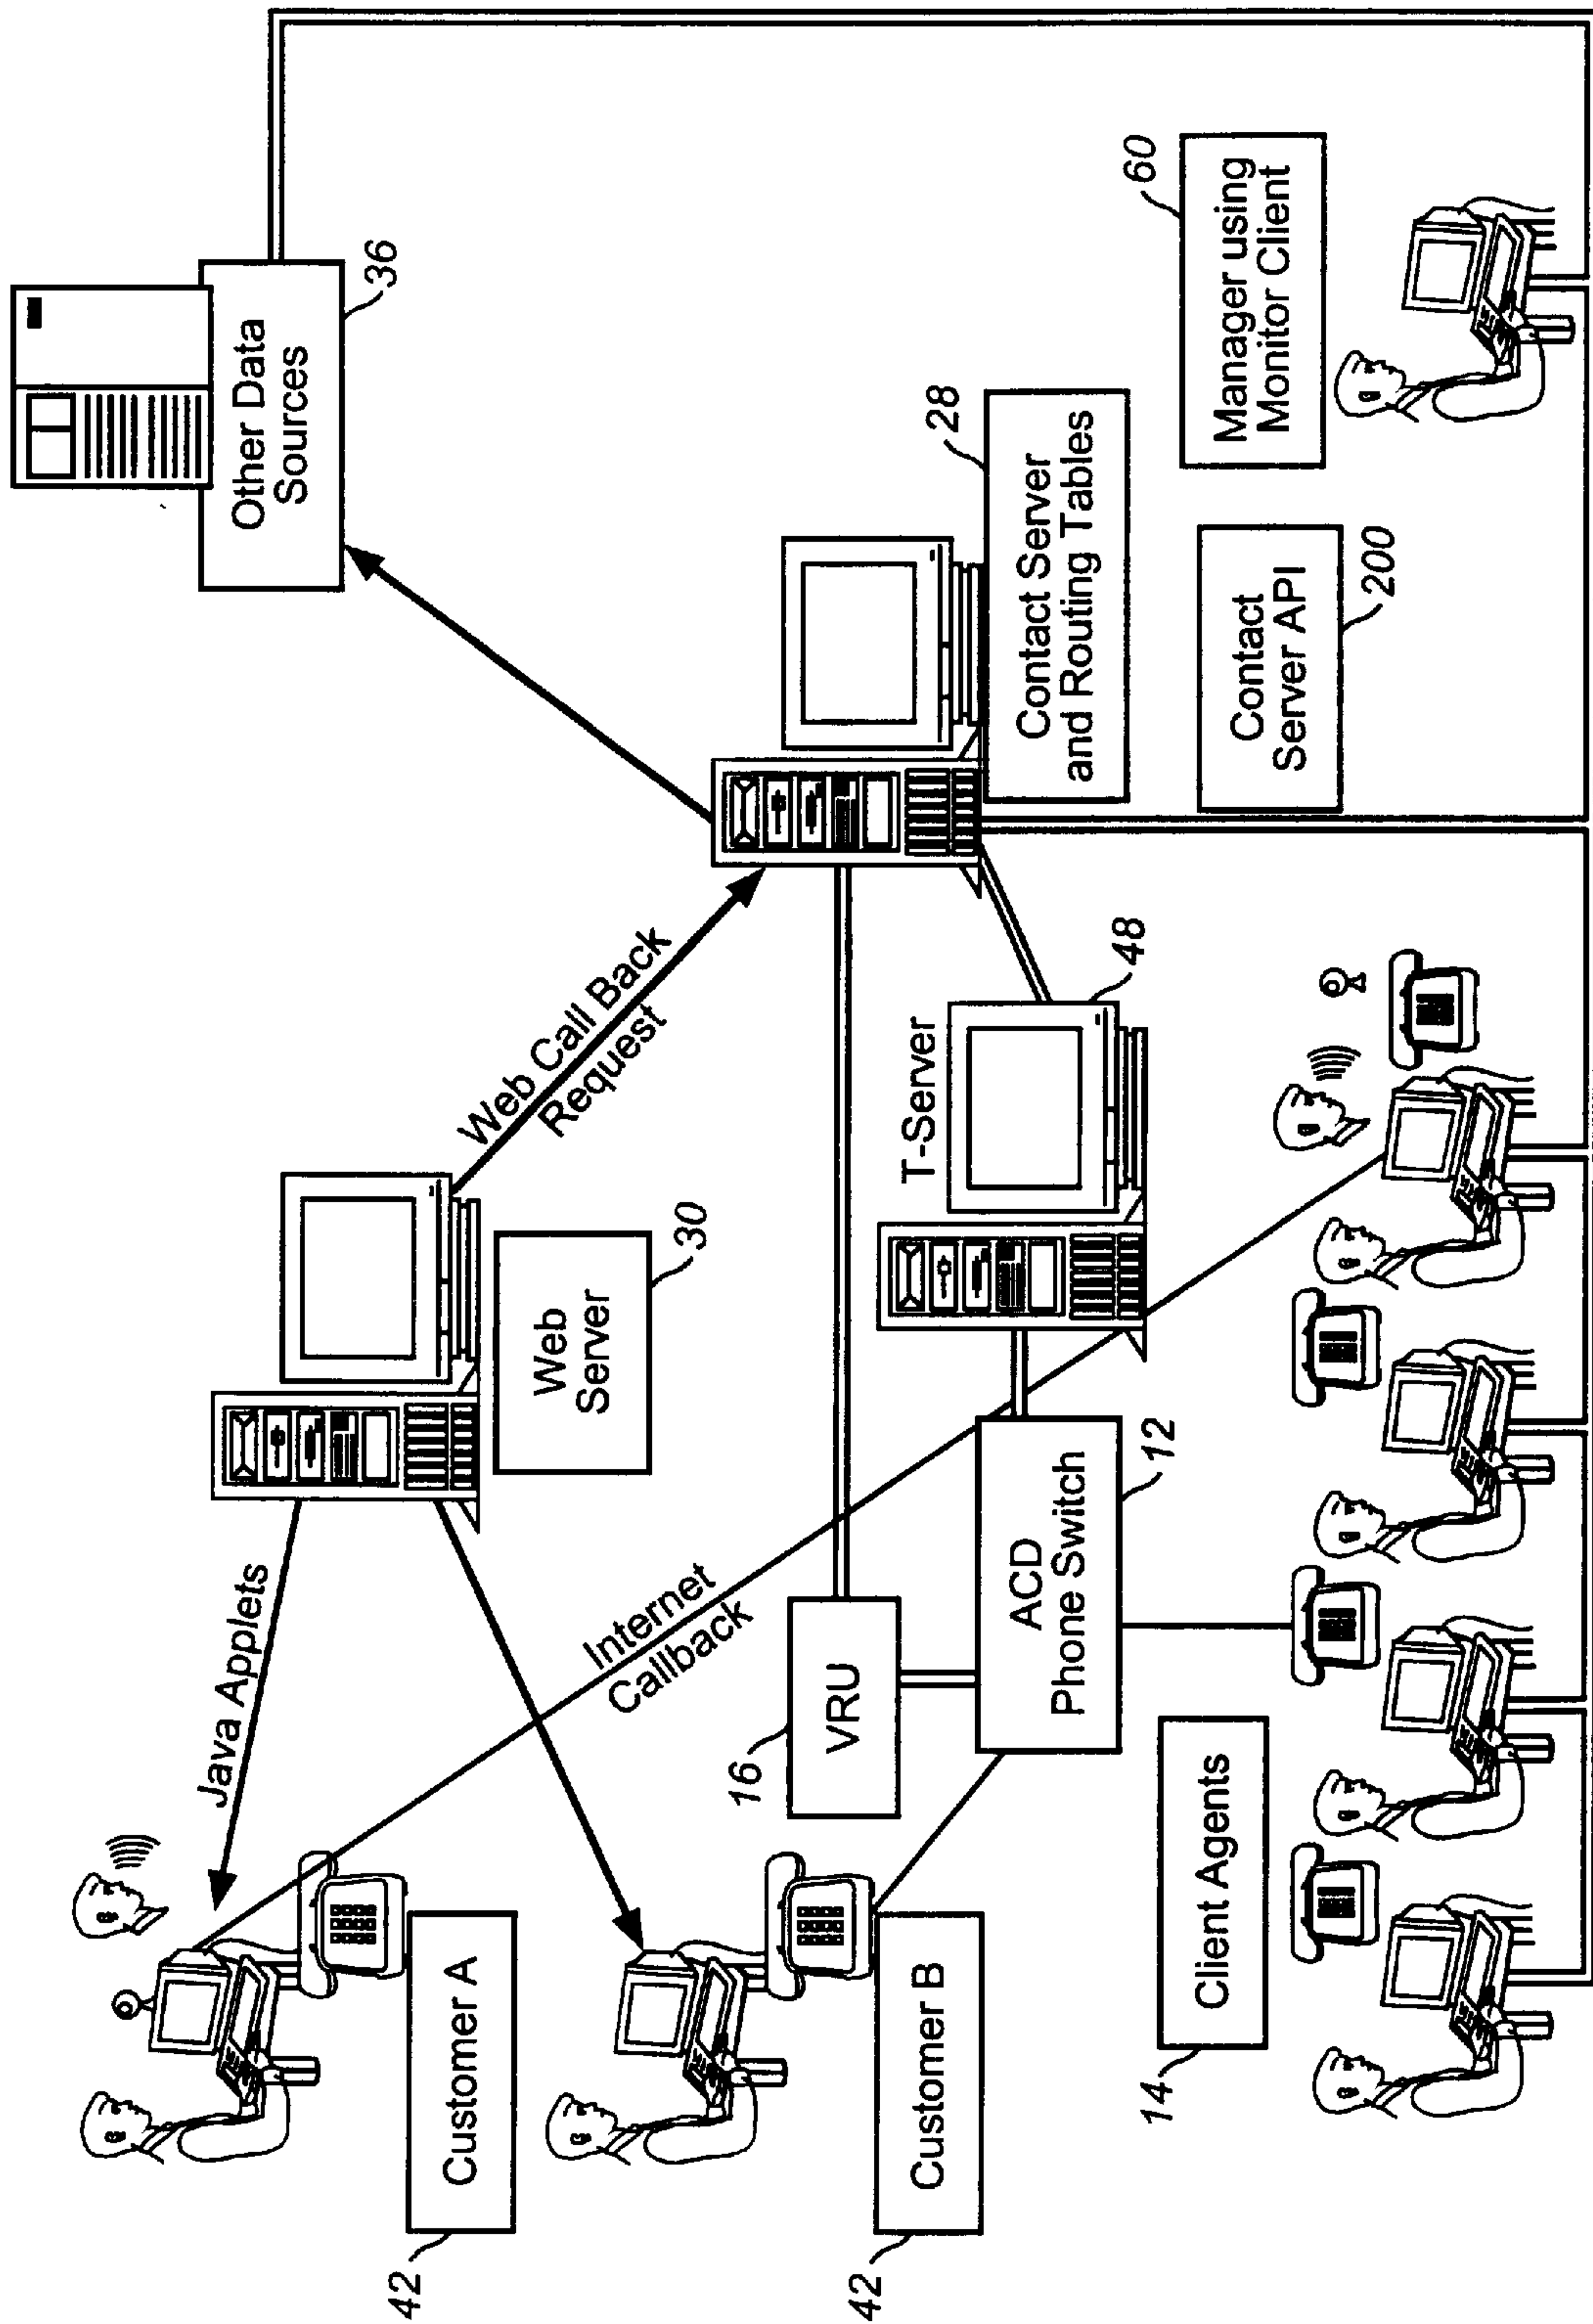 Other Data
Sources
36
Java Applets
Web
Server
30
Web Call Back
Request
Customer A
42
Internet
Callback
Contact Server
and Routing Tables
28
Customer B
42
16
VRU
T-Server
48
ACD
Phone Switch
12
Contact
Server API
200
Manager using
Monitor Client
60
14
Client Agents